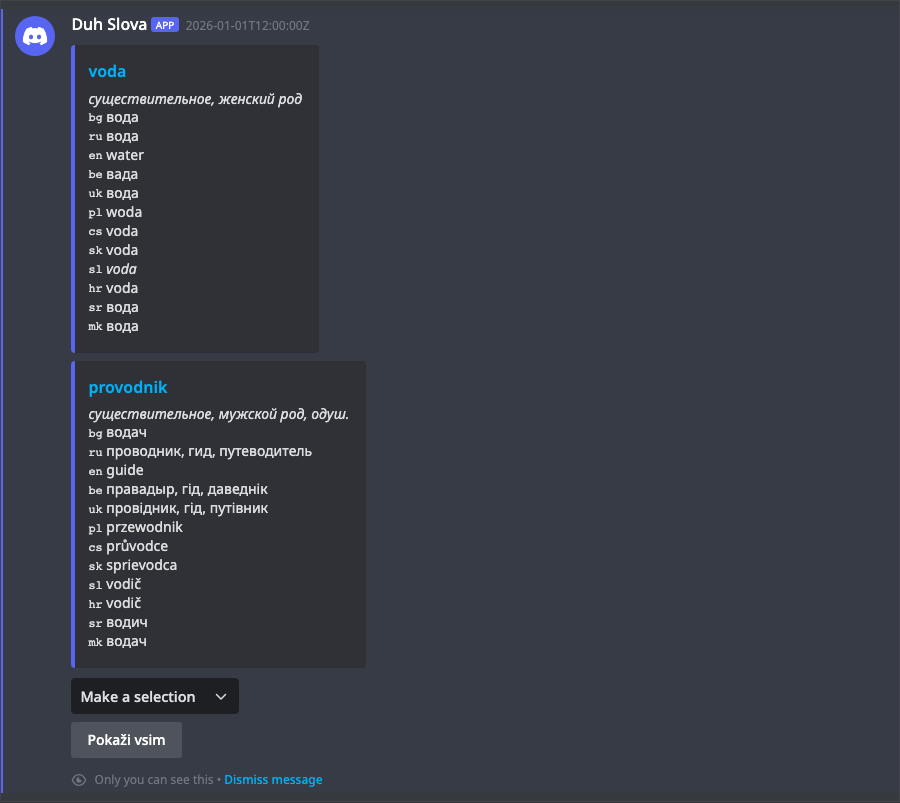 Duh Slova APP 2026-01-01T12:00:00Z
voda
существительное, женский род
bg вода
ru вода
en water
be вада
uk вода
pl woda
cs voda
sk voda
sl voda
hr voda
sr вода
mk вода
provodnik
существительное, мужской род, одуш.
bg водач
ru проводник, гид, путеводитель
en guide
be правадыр, гід, даведнік
uk провідник, гід, путівник
pl przewodnik
cs průvodce
sk sprievodca
sl vodič
hr vodič
sr водич
mk водач
Make a selection
Pokaži vsim
Only you can see this • Dismiss message